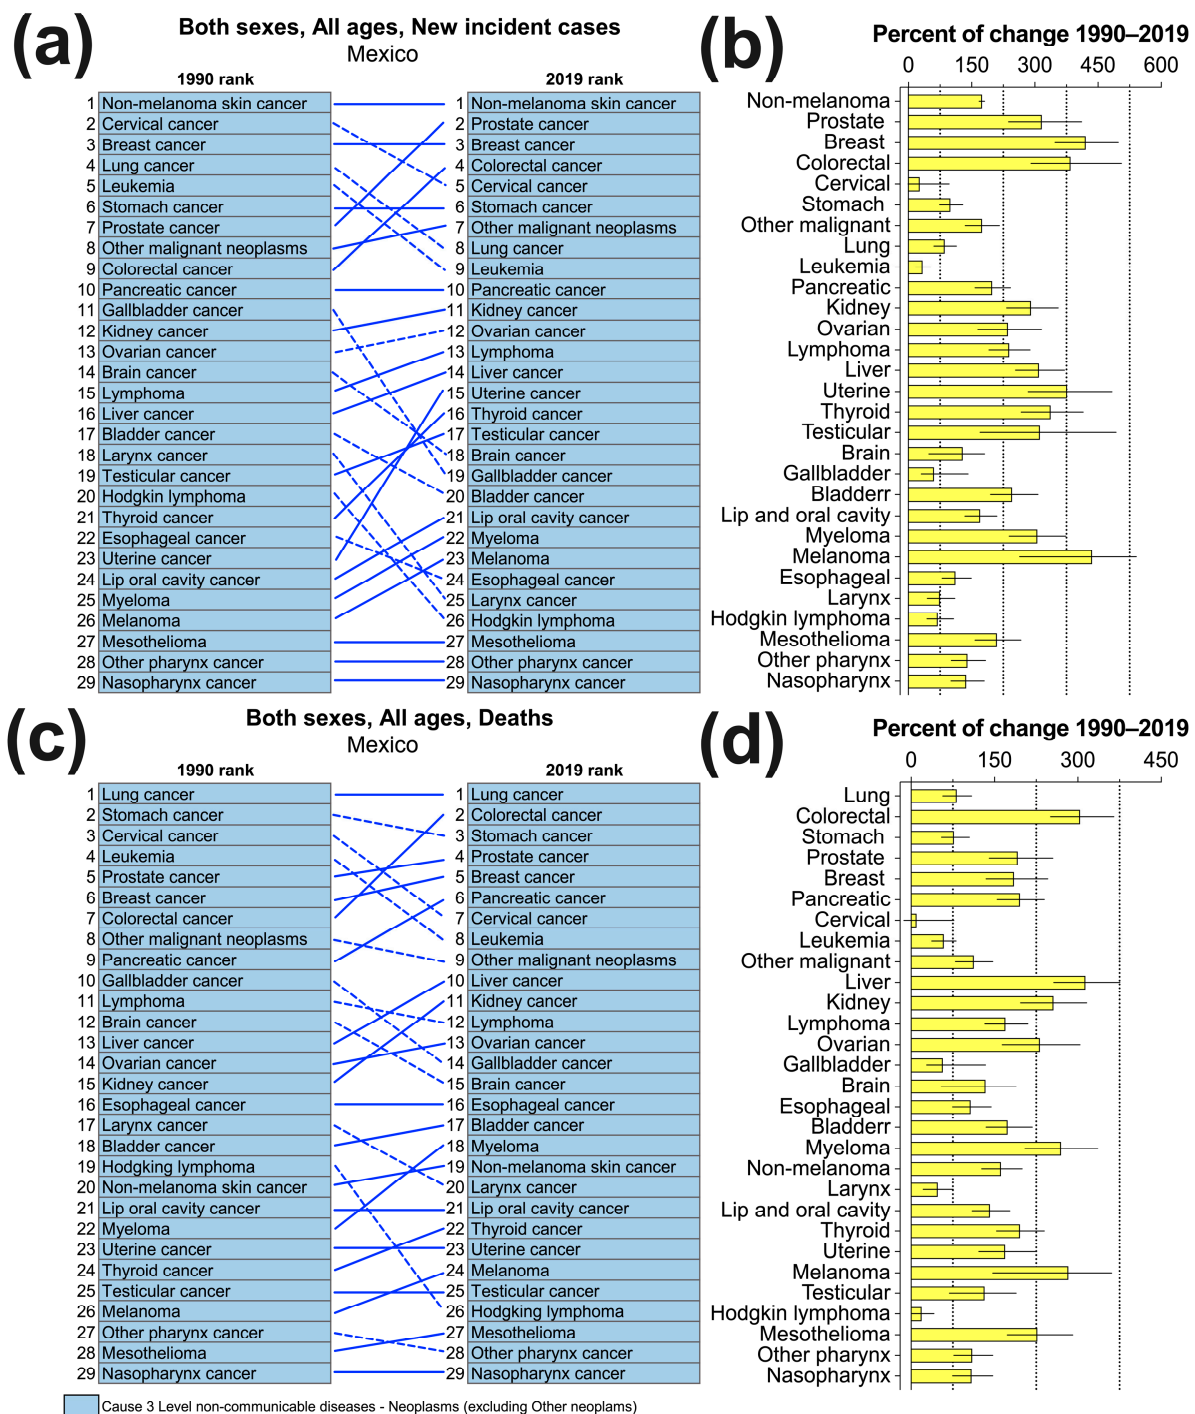 (a)
Both sexes, All ages, New incident cases
Mexico
1990 rank
2019 rank
1 Non-melanoma skin cancer
2 Cervical cancer
3 Breast cancer
4 Lung cancer
5 Leukemia
6 Stomach cancer
7 Prostate cancer
8 Other malignant neoplasms
9 Colorectal cancer
10 Pancreatic cancer
11 Gallbladder cancer
12 Kidney cancer
13 Ovarian cancer
14 Brain cancer
15 Lymphoma
16 Liver cancer
17 Bladder cancer
18 Larynx cancer
19 Testicular cancer
20 Hodgkin lymphoma
21 Thyroid cancer
22 Esophageal cancer
23 Uterine cancer
24 Lip oral cavity cancer
25 Myeloma
26 Melanoma
27 Mesothelioma
28 Other pharynx cancer
29 Nasopharynx cancer
1 Non-melanoma skin cancer
2 Prostate cancer
3 Breast cancer
4 Colorectal cancer
5 Cervical cancer
6 Stomach cancer
7 Other malignant neoplasms
8 Lung cancer
9 Leukemia
10 Pancreatic cancer
11 Kidney cancer
12 Ovarian cancer
13 Lymphoma
14 Liver cancer
15 Uterine cancer
16 Thyroid cancer
17 Testicular cancer
18 Brain cancer
19 Gallbladder cancer
20 Bladder cancer
21 Lip oral cavity cancer
22 Myeloma
23 Melanoma
24 Esophageal cancer
25 Larynx cancer
26 Hodgkin lymphoma
27 Mesothelioma
28 Other pharynx cancer
29 Nasopharynx cancer
(b)
Percent of change 1990–2019
0 150 300 450 600
Non-melanoma
Prostate
Breast
Colorectal
Cervical
Stomach
Other malignant
Lung
Leukemia
Pancreatic
Kidney
Ovarian
Lymphoma
Liver
Uterine
Thyroid
Testicular
Brain
Gallbladder
Bladderr
Lip and oral cavity
Myeloma
Melanoma
Esophageal
Larynx
Hodgkin lymphoma
Mesothelioma
Other pharynx
Nasopharynx
(c)
Both sexes, All ages, Deaths
Mexico
1990 rank
2019 rank
1 Lung cancer
2 Stomach cancer
3 Cervical cancer
4 Leukemia
5 Prostate cancer
6 Breast cancer
7 Colorectal cancer
8 Other malignant neoplasms
9 Pancreatic cancer
10 Gallbladder cancer
11 Lymphoma
12 Brain cancer
13 Liver cancer
14 Ovarian cancer
15 Kidney cancer
16 Esophageal cancer
17 Larynx cancer
18 Bladder cancer
19 Hodgking lymphoma
20 Non-melanoma skin cancer
21 Lip oral cavity cancer
22 Myeloma
23 Uterine cancer
24 Thyroid cancer
25 Testicular cancer
26 Melanoma
27 Other pharynx cancer
28 Mesothelioma
29 Nasopharynx cancer
1 Lung cancer
2 Colorectal cancer
3 Stomach cancer
4 Prostate cancer
5 Breast cancer
6 Pancreatic cancer
7 Cervical cancer
8 Leukemia
9 Other malignant neoplasms
10 Liver cancer
11 Kidney cancer
12 Lymphoma
13 Ovarian cancer
14 Gallbladder cancer
15 Brain cancer
16 Esophageal cancer
17 Bladder cancer
18 Myeloma
19 Non-melanoma skin cancer
20 Larynx cancer
21 Lip oral cavity cancer
22 Thyroid cancer
23 Uterine cancer
24 Melanoma
25 Testicular cancer
26 Hodgking lymphoma
27 Mesothelioma
28 Other pharynx cancer
29 Nasopharynx cancer
(d)
Percent of change 1990–2019
0 150 300 450
Lung
Colorectal
Stomach
Prostate
Breast
Pancreatic
Cervical
Leukemia
Other malignant
Liver
Kidney
Lymphoma
Ovarian
Gallbladder
Brain
Esophageal
Bladderr
Myeloma
Non-melanoma
Larynx
Lip and oral cavity
Thyroid
Uterine
Melanoma
Testicular
Hodgkin lymphoma
Mesothelioma
Other pharynx
Nasopharynx
Cause 3 Level non-communicable diseases - Neoplasms (excluding Other neoplams)